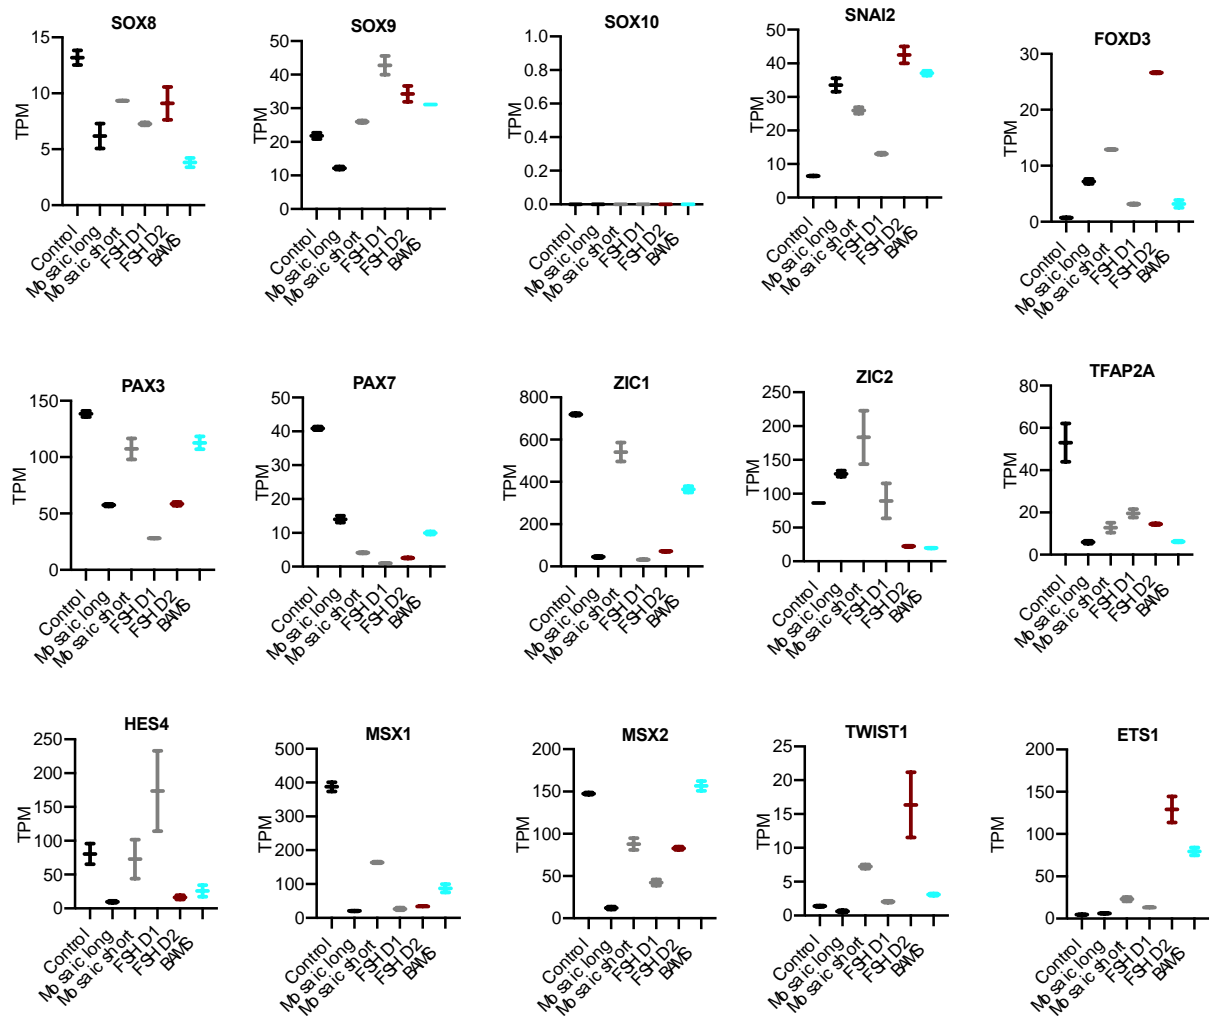 SOX8
TPM
15
10
5
0
Control
Mosaic long
Mosaic short
FSHD1
FSHD2
BAMS
SOX9
TPM
50
40
30
20
10
0
Control
Mosaic long
Mosaic short
FSHD1
FSHD2
BAMS
SOX10
TPM
1.0
0.8
0.6
0.4
0.2
0.0
Control
Mosaic long
Mosaic short
FSHD1
FSHD2
BAMS
SNAI2
TPM
50
40
30
20
10
0
Control
Mosaic long
Mosaic short
FSHD1
FSHD2
BAMS
FOXD3
TPM
30
20
10
0
Control
Mosaic long
Mosaic short
FSHD1
FSHD2
BAMS
PAX3
TPM
150
100
50
0
Control
Mosaic long
Mosaic short
FSHD1
FSHD2
BAMS
PAX7
TPM
50
40
30
20
10
0
Control
Mosaic long
Mosaic short
FSHD1
FSHD2
BAMS
ZIC1
TPM
800
600
400
200
0
Control
Mosaic long
Mosaic short
FSHD1
FSHD2
BAMS
ZIC2
TPM
250
200
150
100
50
0
Control
Mosaic long
Mosaic short
FSHD1
FSHD2
BAMS
TFAP2A
TPM
80
60
40
20
0
Control
Mosaic long
Mosaic short
FSHD1
FSHD2
BAMS
HES4
TPM
250
200
150
100
50
0
Control
Mosaic long
Mosaic short
FSHD1
FSHD2
BAMS
MSX1
TPM
500
400
300
200
100
0
Control
Mosaic long
Mosaic short
FSHD1
FSHD2
BAMS
MSX2
TPM
200
150
100
50
0
Control
Mosaic long
Mosaic short
FSHD1
FSHD2
BAMS
TWIST1
TPM
25
20
15
10
5
0
Control
Mosaic long
Mosaic short
FSHD1
FSHD2
BAMS
ETS1
TPM
200
150
100
50
0
Control
Mosaic long
Mosaic short
FSHD1
FSHD2
BAMS